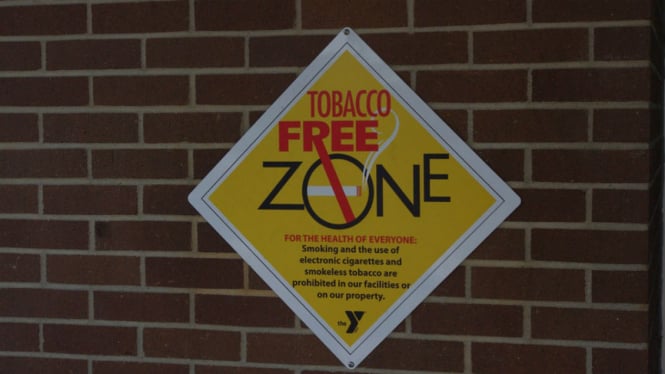 TOBACCO
FREE
ZONE
FOR THE HEALTH OF EVERYONE:
Smoking and the use of
electronic cigarettes and
smokeless tobacco are
prohibited in our facilities or
on our property.
the Y